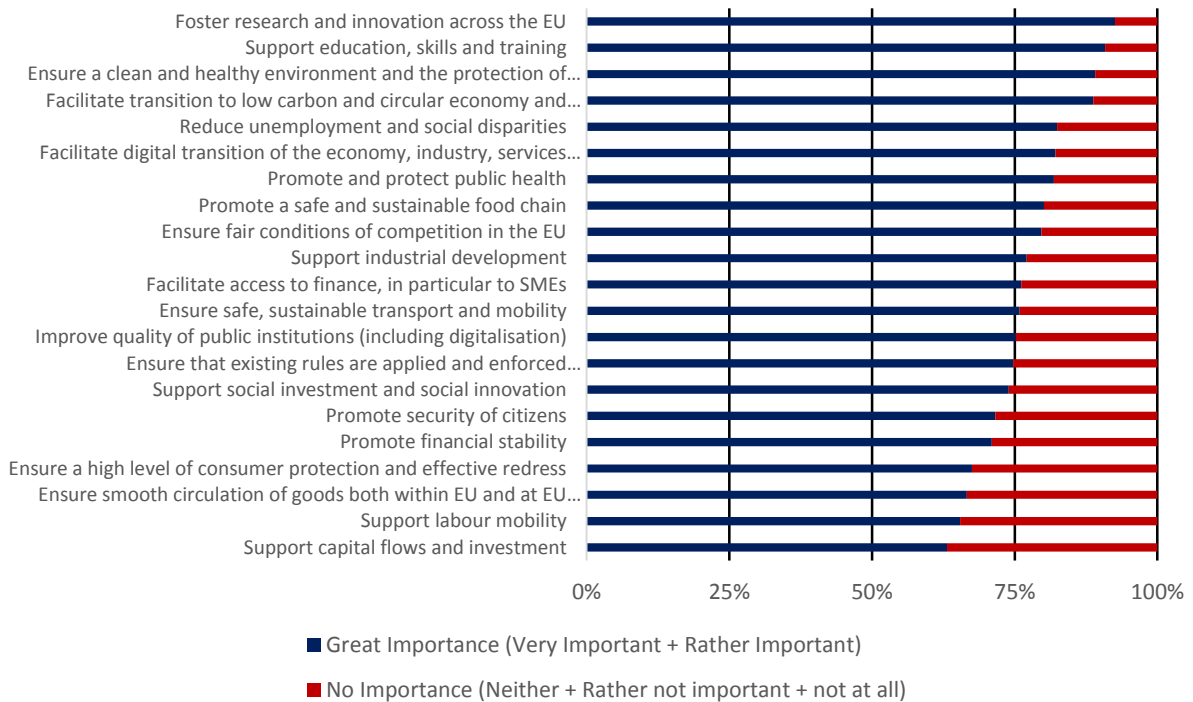 Foster research and innovation across the EU
Support education, skills and training
Ensure a clean and healthy environment and the protection of...
Facilitate transition to low carbon and circular economy and...
Reduce unemployment and social disparities
Facilitate digital transition of the economy, industry, services...
Promote and protect public health
Promote a safe and sustainable food chain
Ensure fair conditions of competition in the EU
Support industrial development
Facilitate access to finance, in particular to SMEs
Ensure safe, sustainable transport and mobility
Improve quality of public institutions (including digitalisation)
Ensure that existing rules are applied and enforced...
Support social investment and social innovation
Promote security of citizens
Promote financial stability
Ensure a high level of consumer protection and effective redress
Ensure smooth circulation of goods both within EU and at EU...
Support labour mobility
Support capital flows and investment
0% 25% 50% 75% 100%
Great Importance (Very Important + Rather Important)
No Importance (Neither + Rather not important + not at all)